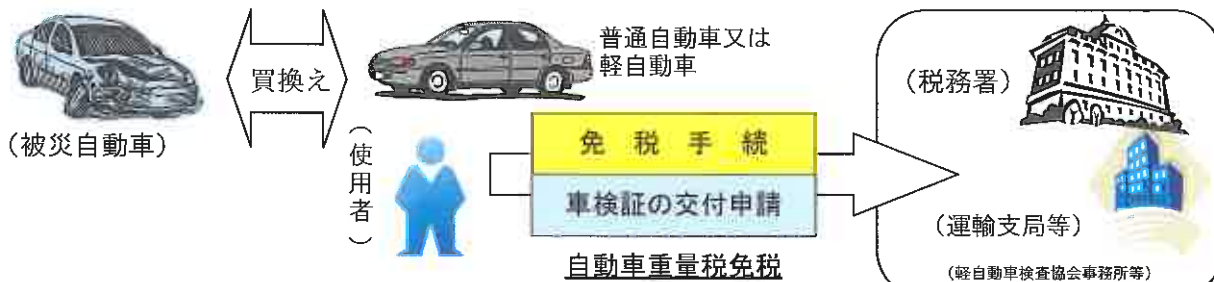 （被災自動車）
買換え
普通自動車又は
軽自動車
（使用者）
免税手続
車検証の交付申請
自動車重量税免税
（税務署）
（運輸支局等）
（軽自動車検査協会事務所等）